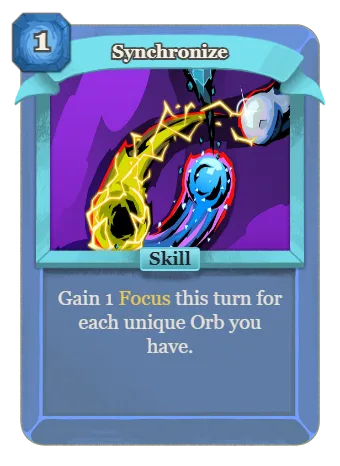 1
Synchronize
Skill
Gain 1 Focus this turn for
each unique Orb you
have.